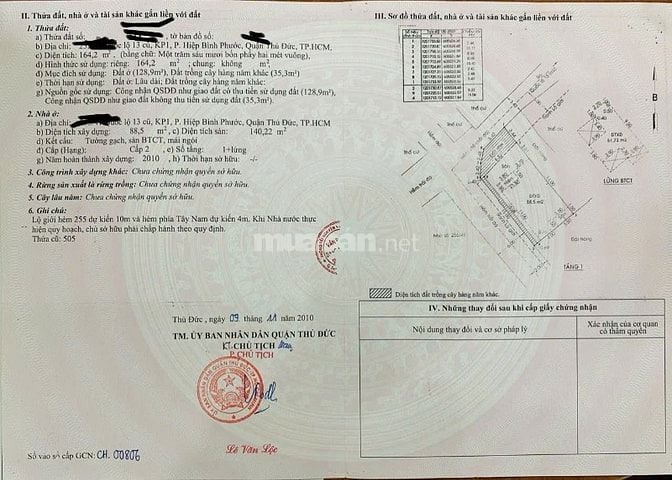 II. Thửa đất, nhà ở và tài sản khác gắn liền với đất
1. Thửa đất:
a) Thửa đất số: , tờ bản đồ số:
b) Địa chỉ: lộ 13 cũ, KP1, P. Hiệp Bình Phước, Quận Thủ Đức, TP.HCM
c) Diện tích: 164,2 m², (bằng chữ: Một trăm sáu mươi bốn phẩy hai mét vuông),
d) Hình thức sử dụng: riêng: 164,2 m²; chung: không m²,
đ) Mục đích sử dụng: Đất ở (128,9m²), Đất trồng cây hàng năm khác (35,3m²)
e) Thời hạn sử dụng: Đất ở: Lâu dài; Đất trồng cây hàng năm khác:
g) Nguồn gốc sử dụng: Công nhận QSDĐ như giao đất có thu tiền sử dụng đất (128,9m²),
Công nhận QSDĐ như giao đất không thu tiền sử dụng đất (35,3m²).
2. Nhà ở:
a) Địa chỉ: lộ 13 cũ, KP1, P. Hiệp Bình Phước, Quận Thủ Đức, TP.HCM
b) Diện tích xây dựng: 88,5 m², c) Diện tích sàn: 140,22 m²
d) Kết cấu: Tường gạch, sàn BTCT, mái ngói
đ) Cấp (Hạng): Cấp 2 , e) Số tầng: 1+lửng
g) Năm hoàn thành xây dựng: 2010 , h) Thời hạn sở hữu: -/-
3. Công trình xây dựng khác: Chưa chứng nhận quyền sở hữu.
4. Rừng sản xuất là rừng trồng: Chưa chứng nhận quyền sở hữu.
5. Cây lâu năm: Chưa chứng nhận quyền sở hữu.
6. Ghi chú:
Lộ giới hẻm 255 dự kiến 10m và hẻm phía Tây Nam dự kiến 4m. Khi Nhà nước thực
hiện quy hoạch, chủ sở hữu phải chấp hành theo quy định.
Thửa cũ: 505
muaban.net
Thủ Đức, ngày 09 tháng 11 năm 2010
TM. ỦY BAN NHÂN DÂN QUẬN THỦ ĐỨC
KT. CHỦ TỊCH
P. CHỦ TỊCH
Lê Văn Lộc
Số vào sổ cấp GCN: CH 00806
III. Sơ đồ thửa đất, nhà ở và tài sản khác gắn liền với đất
B
LỬNG BTCT
TẦNG 1
Diện tích đất trồng cây hàng năm khác.
IV. Những thay đổi sau khi cấp giấy chứng nhận
Nội dung thay đổi và cơ sở pháp lý
Xác nhận của cơ quan
có thẩm quyền